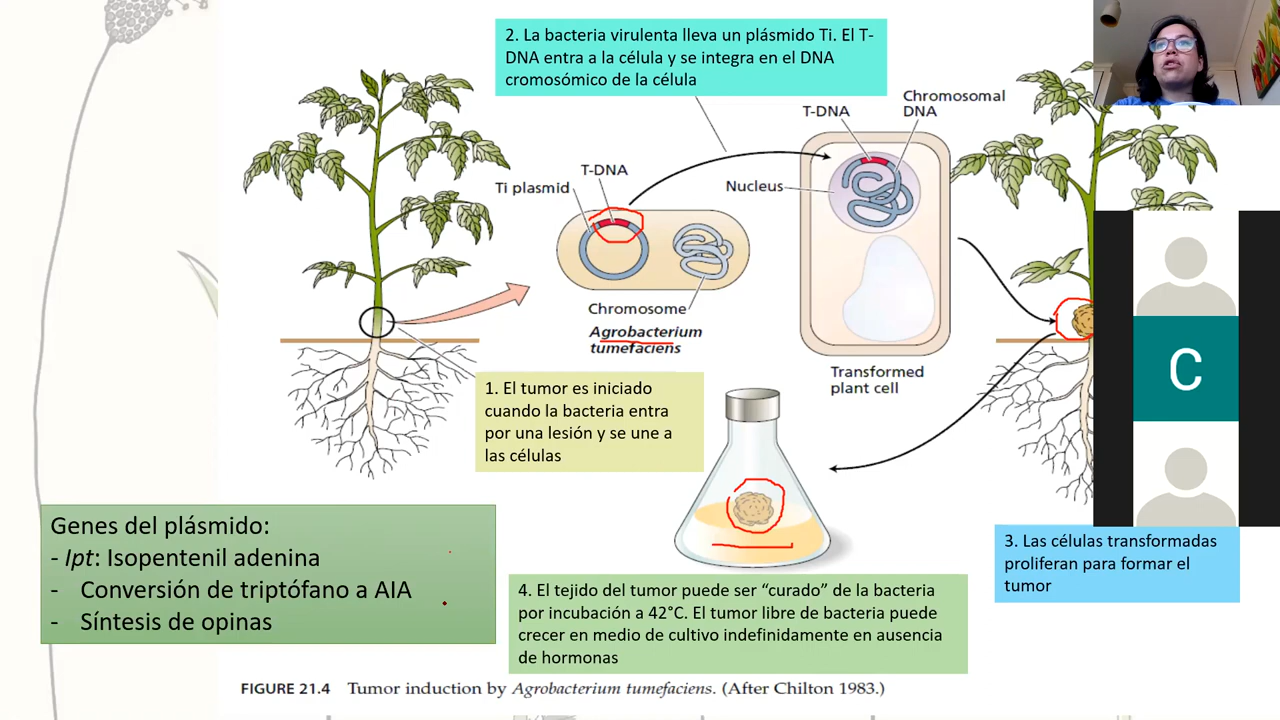 2. La bacteria virulenta lleva un plásmido Ti. El T-
DNA entra a la célula y se integra en el DNA
cromosómico de la célula
Chromosomal
DNA
T-DNA
T-DNA
Ti plasmid
Nucleus
Chromosome
Agrobacterium
tumefaciens
Transformed
plant cell
1. El tumor es iniciado
cuando la bacteria entra
por una lesión y se une a
las células
C
Genes del plásmido:
- Ipt: Isopentenil adenina
- Conversión de triptófano a AIA
- Síntesis de opinas
3. Las células transformadas
proliferan para formar el
tumor
4. El tejido del tumor puede ser “curado” de la bacteria
por incubación a 42°C. El tumor libre de bacteria puede
crecer en medio de cultivo indefinidamente en ausencia
de hormonas
FIGURE 21.4 Tumor induction by Agrobacterium tumefaciens. (After Chilton 1983.)